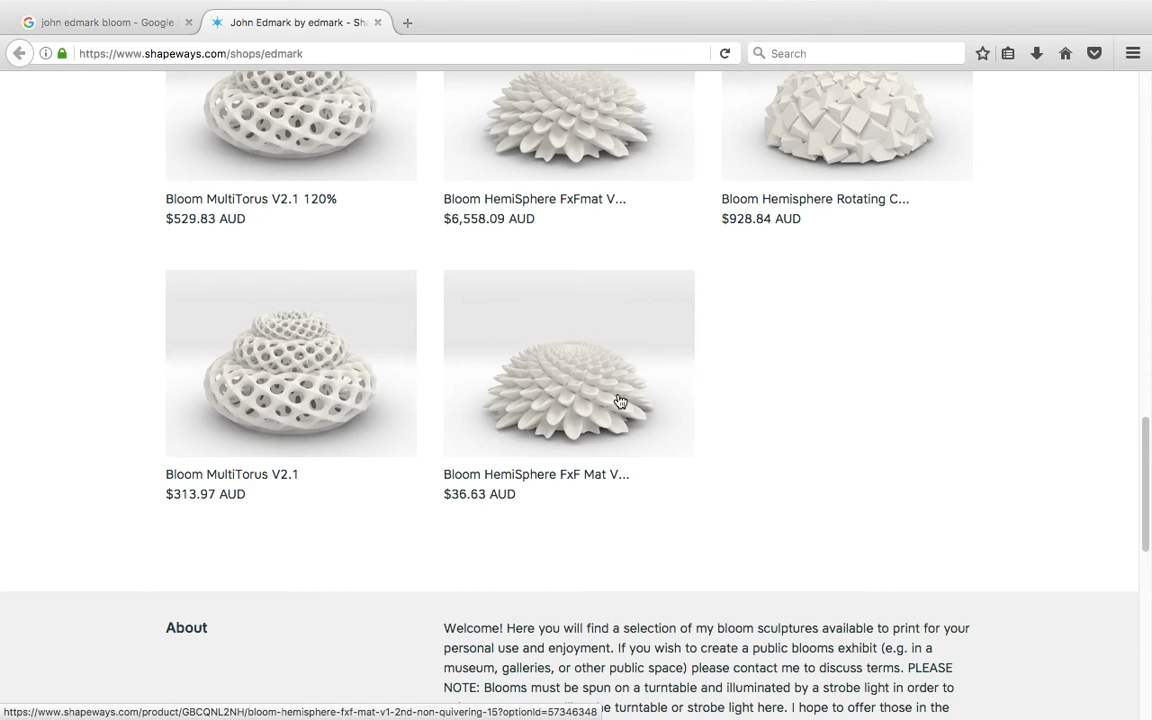 john edmark bloom - Google
John Edmark by edmark - Sh
https://www.shapeways.com/shops/edmark
Search
Bloom MultiTorus V2.1 120%
Bloom HemiSphere FxFmat V...
Bloom Hemisphere Rotating C...
$529.83 AUD
$6,558.09 AUD
$928.84 AUD
Bloom MultiTorus V2.1
Bloom HemiSphere FxF Mat V...
$313.97 AUD
$36.63 AUD
About
Welcome! Here you will find a selection of my bloom sculptures available to print for your
personal use and enjoyment. If you wish to create a public blooms exhibit (e.g. in a
museum, galleries, or other public space) please contact me to discuss terms. PLEASE
NOTE: Blooms must be spun on a turntable and illuminated by a strobe light in order to
he turntable or strobe light here. I hope to offer those in the
https://www.shapeways.com/product/GBCQNL2NH/bloom-hemisphere-fxf-mat-v1-2nd-non-quivering-15?optionId=57346348